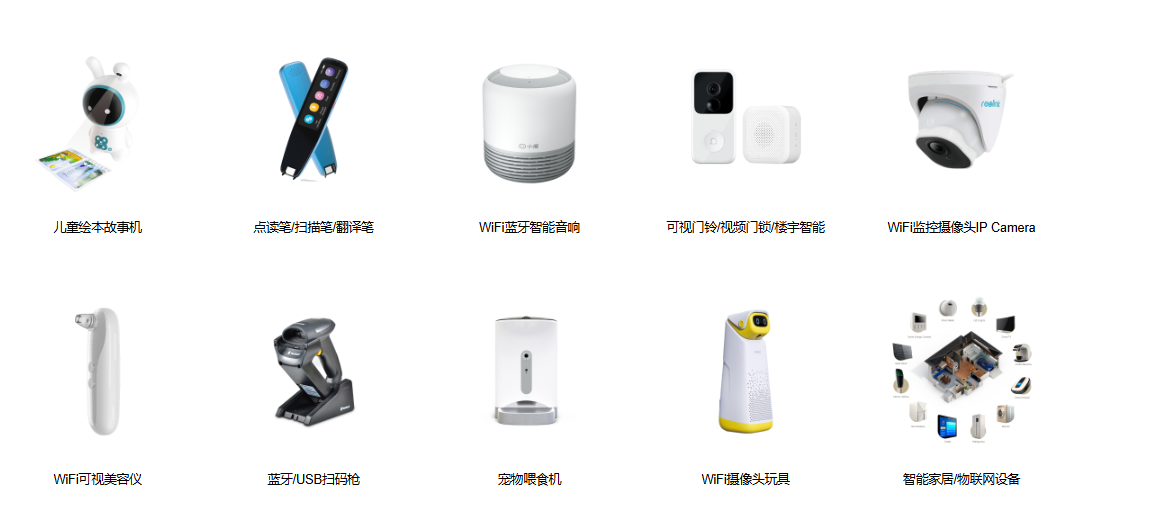 reolink
儿童绘本故事机
点读笔/扫描笔/翻译笔
WiFi蓝牙智能音响
可视门铃/视频门锁/楼宇智能
WiFi监控摄像头IP Camera
WiFi可视美容仪
蓝牙/USB扫码枪
宠物喂食机
WiFi摄像头玩具
智能家居/物联网设备